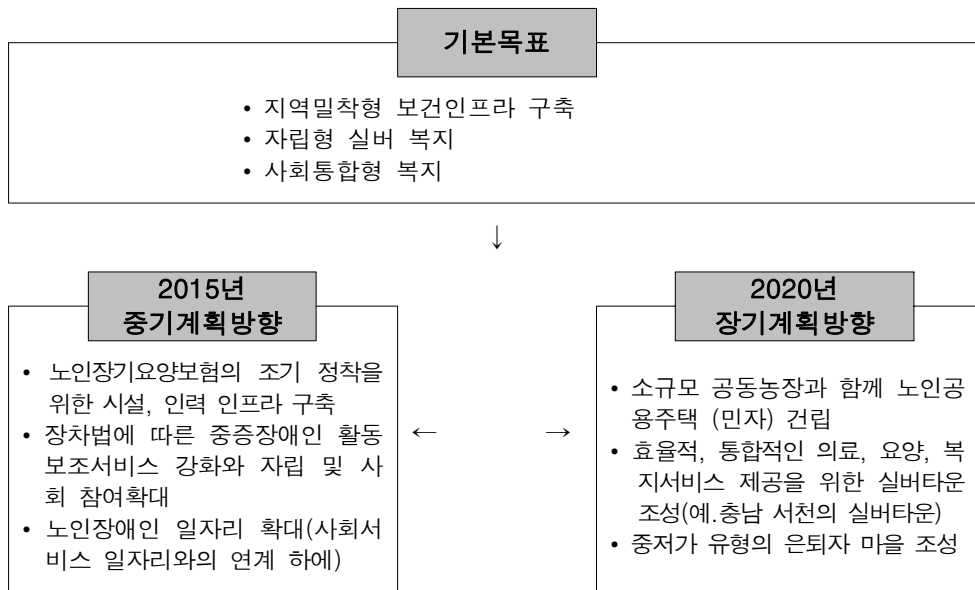 기본목표
• 지역밀착형 보건인프라 구축
• 자립형 실버 복지
• 사회통합형 복지
↓
2015년
중기계획방향
• 노인장기요양보험의 조기 정착을
위한 시설, 인력 인프라 구축
• 장차법에 따른 중증장애인 활동
보조서비스 강화와 자립 및 사
회 참여확대
• 노인장애인 일자리 확대(사회서
비스 일자리와의 연계 하에)
← →
2020년
장기계획방향
• 소규모 공동농장과 함께 노인공
용주택 (민자) 건립
• 효율적, 통합적인 의료, 요양, 복
지서비스 제공을 위한 실버타운
조성(예.충남 서천의 실버타운)
• 중저가 유형의 은퇴자 마을 조성